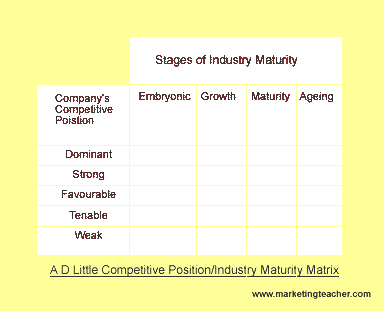 Stages of Industry Maturity
Company's
Competitive
Poistion
Embryonic Growth Maturity Ageing
Dominant
Strong
Favourable
Tenable
Weak
A D Little Competitive Position/Industry Maturity Matrix
www.marketingteacher.com